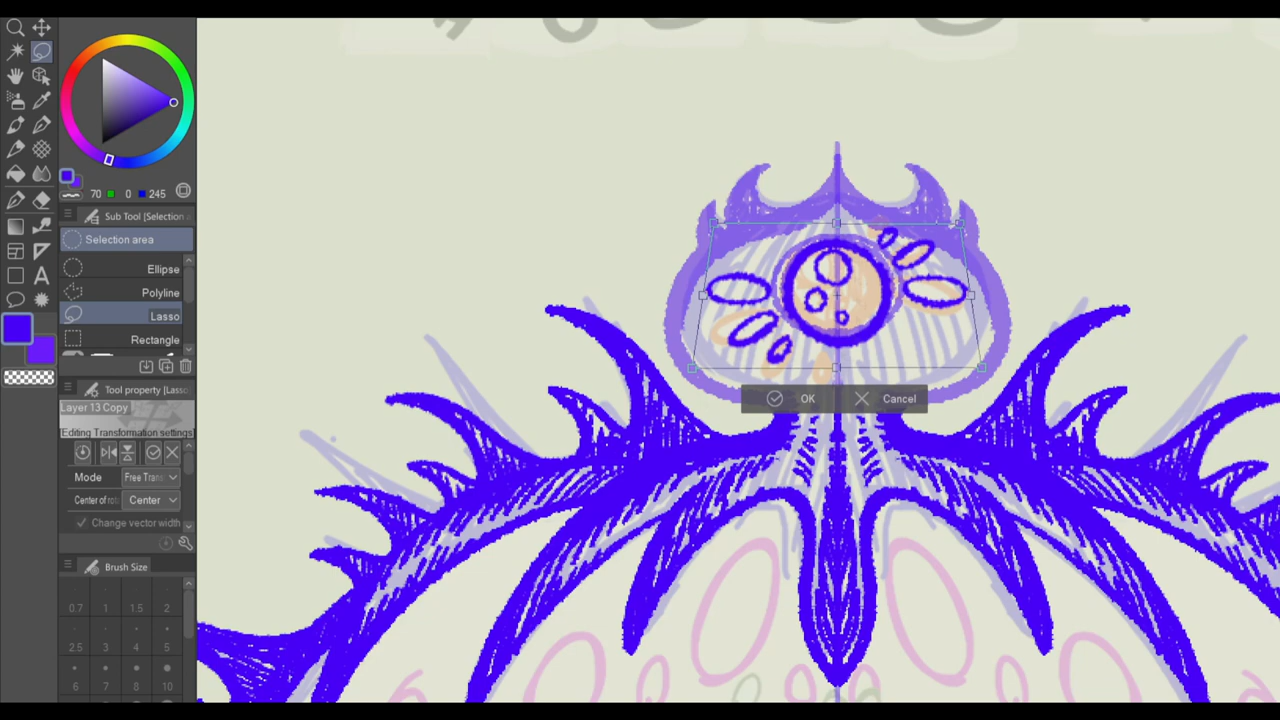 70 0 245
Sub Tool [Selection a
Selection area
Ellipse
Polyline
Lasso
Rectangle
Tool property [Lasso
Layer 13 Copy
[Editing Transformation settings]
Mode Free Tran
Center of rot Center
Change vector width
Brush Size
0.7 1 1.5 2
2.5 3 4 5
6 7 8 10
OK Cancel